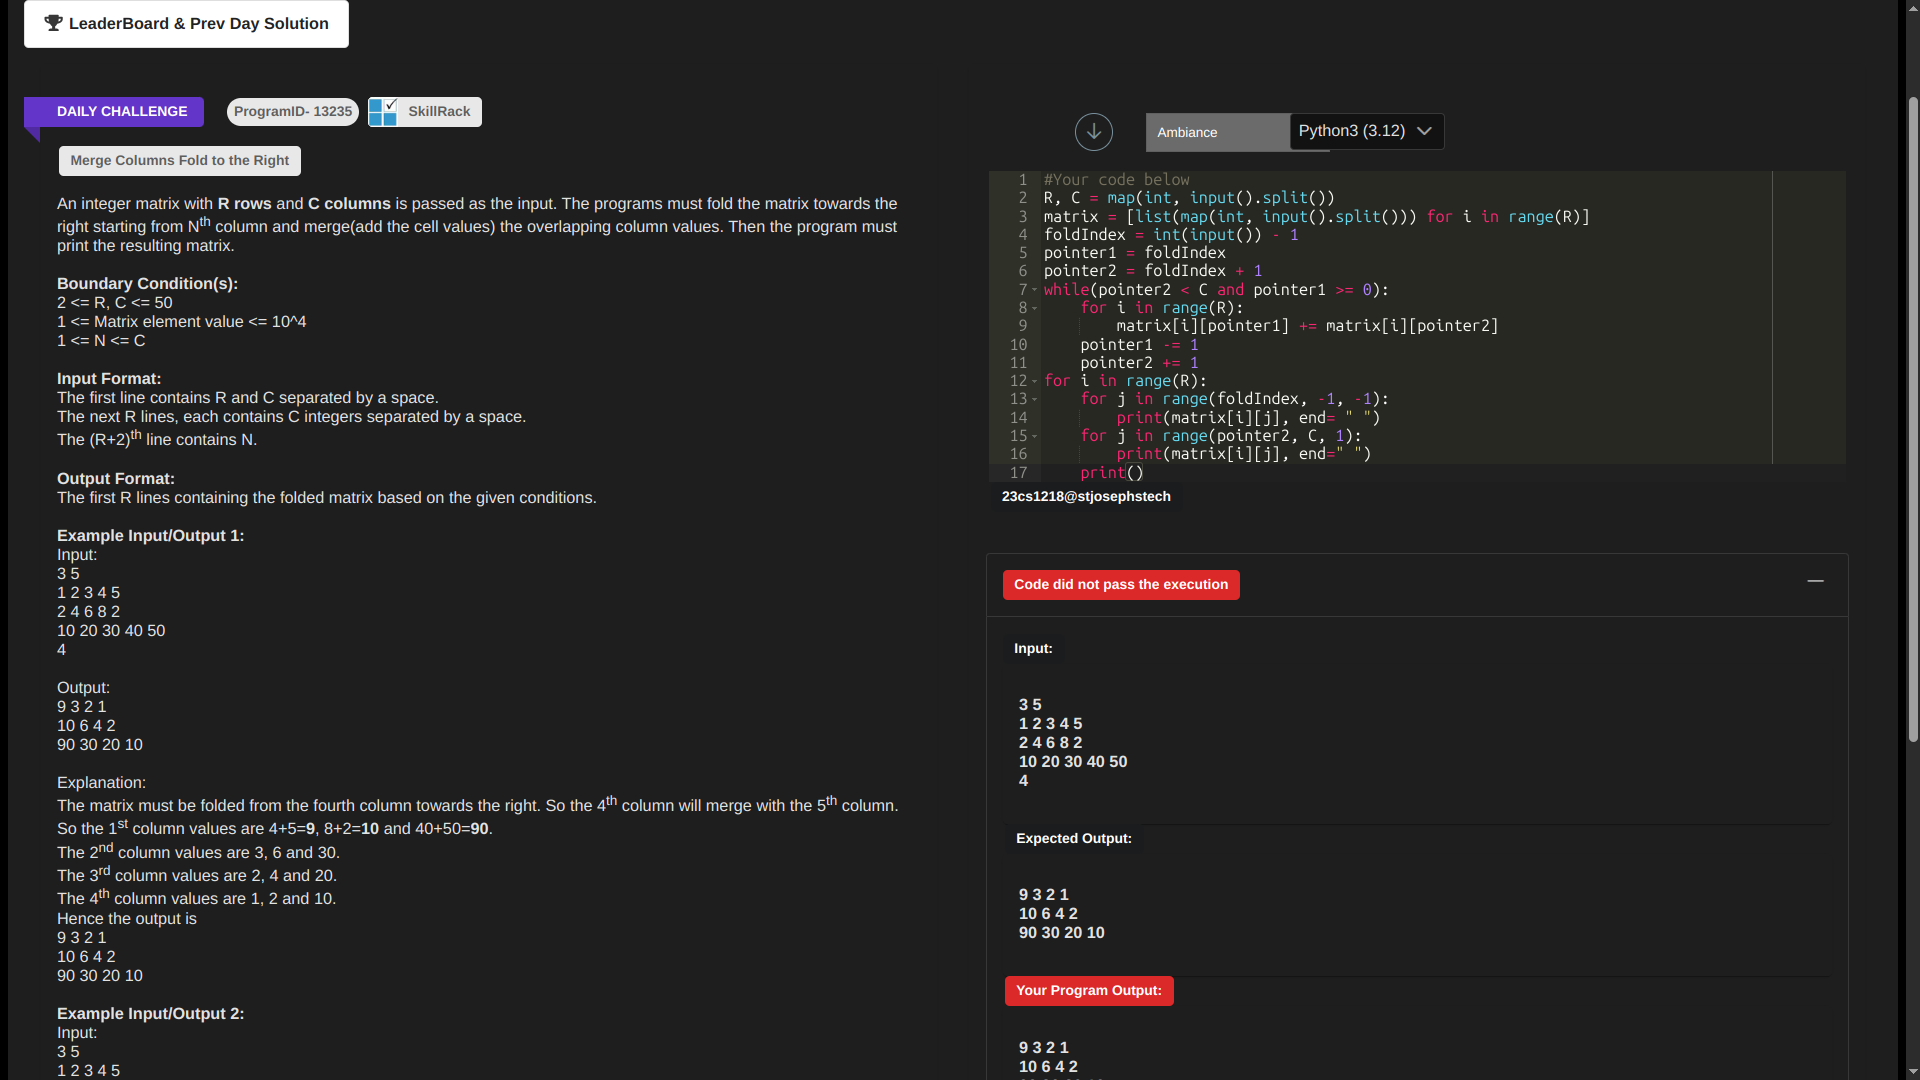 LeaderBoard & Prev Day Solution
DAILY CHALLENGE
ProgramID- 13235
SkillRack
Merge Columns Fold to the Right
An integer matrix with R rows and C columns is passed as the input. The programs must fold the matrix towards the
right starting from Nth column and merge(add the cell values) the overlapping column values. Then the program must
print the resulting matrix.
Boundary Condition(s):
2 <= R, C <= 50
1 <= Matrix element value <= 10^4
1 <= N <= C
Input Format:
The first line contains R and C separated by a space.
The next R lines, each contains C integers separated by a space.
The (R+2)th line contains N.
Output Format:
The first R lines containing the folded matrix based on the given conditions.
Example Input/Output 1:
Input:
3 5
1 2 3 4 5
2 4 6 8 2
10 20 30 40 50
4
Output:
9 3 2 1
10 6 4 2
90 30 20 10
Explanation:
The matrix must be folded from the fourth column towards the right. So the 4th column will merge with the 5th column.
So the 1st column values are 4+5=9, 8+2=10 and 40+50=90.
The 2nd column values are 3, 6 and 30.
The 3rd column values are 2, 4 and 20.
The 4th column values are 1, 2 and 10.
Hence the output is
9 3 2 1
10 6 4 2
90 30 20 10
Example Input/Output 2:
Input:
3 5
1 2 3 4 5
Ambiance
Python3 (3.12)
1 #Your code below
2 R, C = map(int, input().split())
3 matrix = [list(map(int, input().split())) for i in range(R)]
4 foldIndex = int(input()) - 1
5 pointer1 = foldIndex
6 pointer2 = foldIndex + 1
7 while(pointer2 < C and pointer1 >= 0):
8     for i in range(R):
9         matrix[i][pointer1] += matrix[i][pointer2]
10     pointer1 -= 1
11     pointer2 += 1
12 for i in range(R):
13     for j in range(foldIndex, -1, -1):
14         print(matrix[i][j], end= " ")
15     for j in range(pointer2, C, 1):
16         print(matrix[i][j], end=" ")
17     print()
23cs1218@stjosephstech
Code did not pass the execution
Input:
3 5
1 2 3 4 5
2 4 6 8 2
10 20 30 40 50
4
Expected Output:
9 3 2 1
10 6 4 2
90 30 20 10
Your Program Output:
9 3 2 1
10 6 4 2